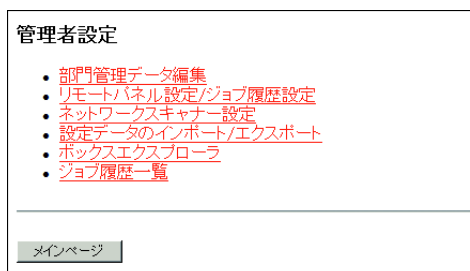 管理者設定
部門管理データ編集
リモートパネル設定/ジョブ履歴設定
ネットワークスキャナー設定
設定データのインポート/エクスポート
ボックスエクスプローラ
ジョブ履歴一覧
メインページ